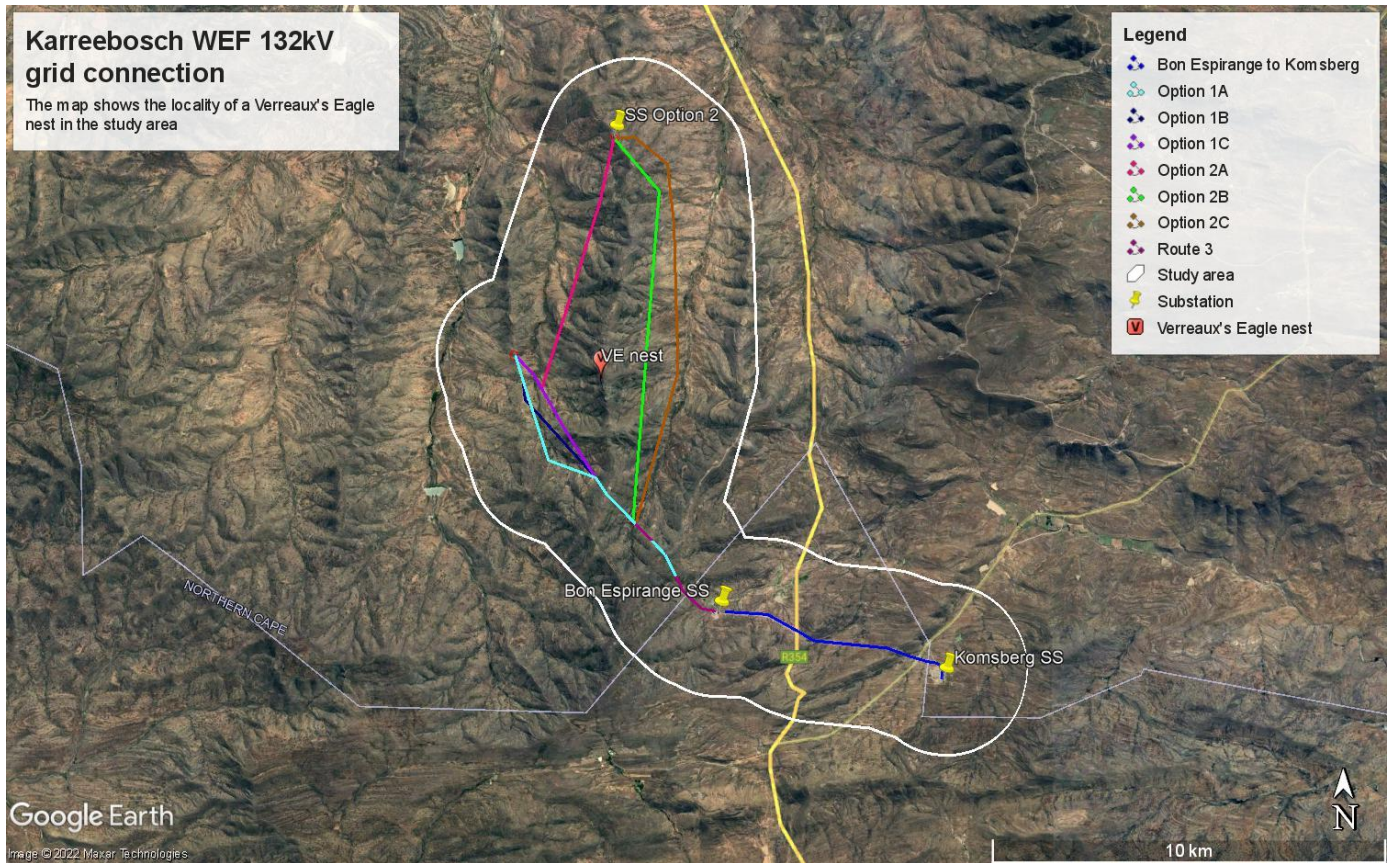 Karreebosch WEF 132kV
grid connection
The map shows the locality of a Verreaux's Eagle
nest in the study area
Legend
Bon Espirange to Komsberg
Option 1A
Option 1B
Option 1C
Option 2A
Option 2B
Option 2C
Route 3
Study area
Substation
V
Verreaux's Eagle nest
SS Option 2
VE nest
Bon Espirange SS
NORTHERN CAPE
R354
Komsberg SS
Google Earth
Image © 2022 Maxar Technologies
N
10 km